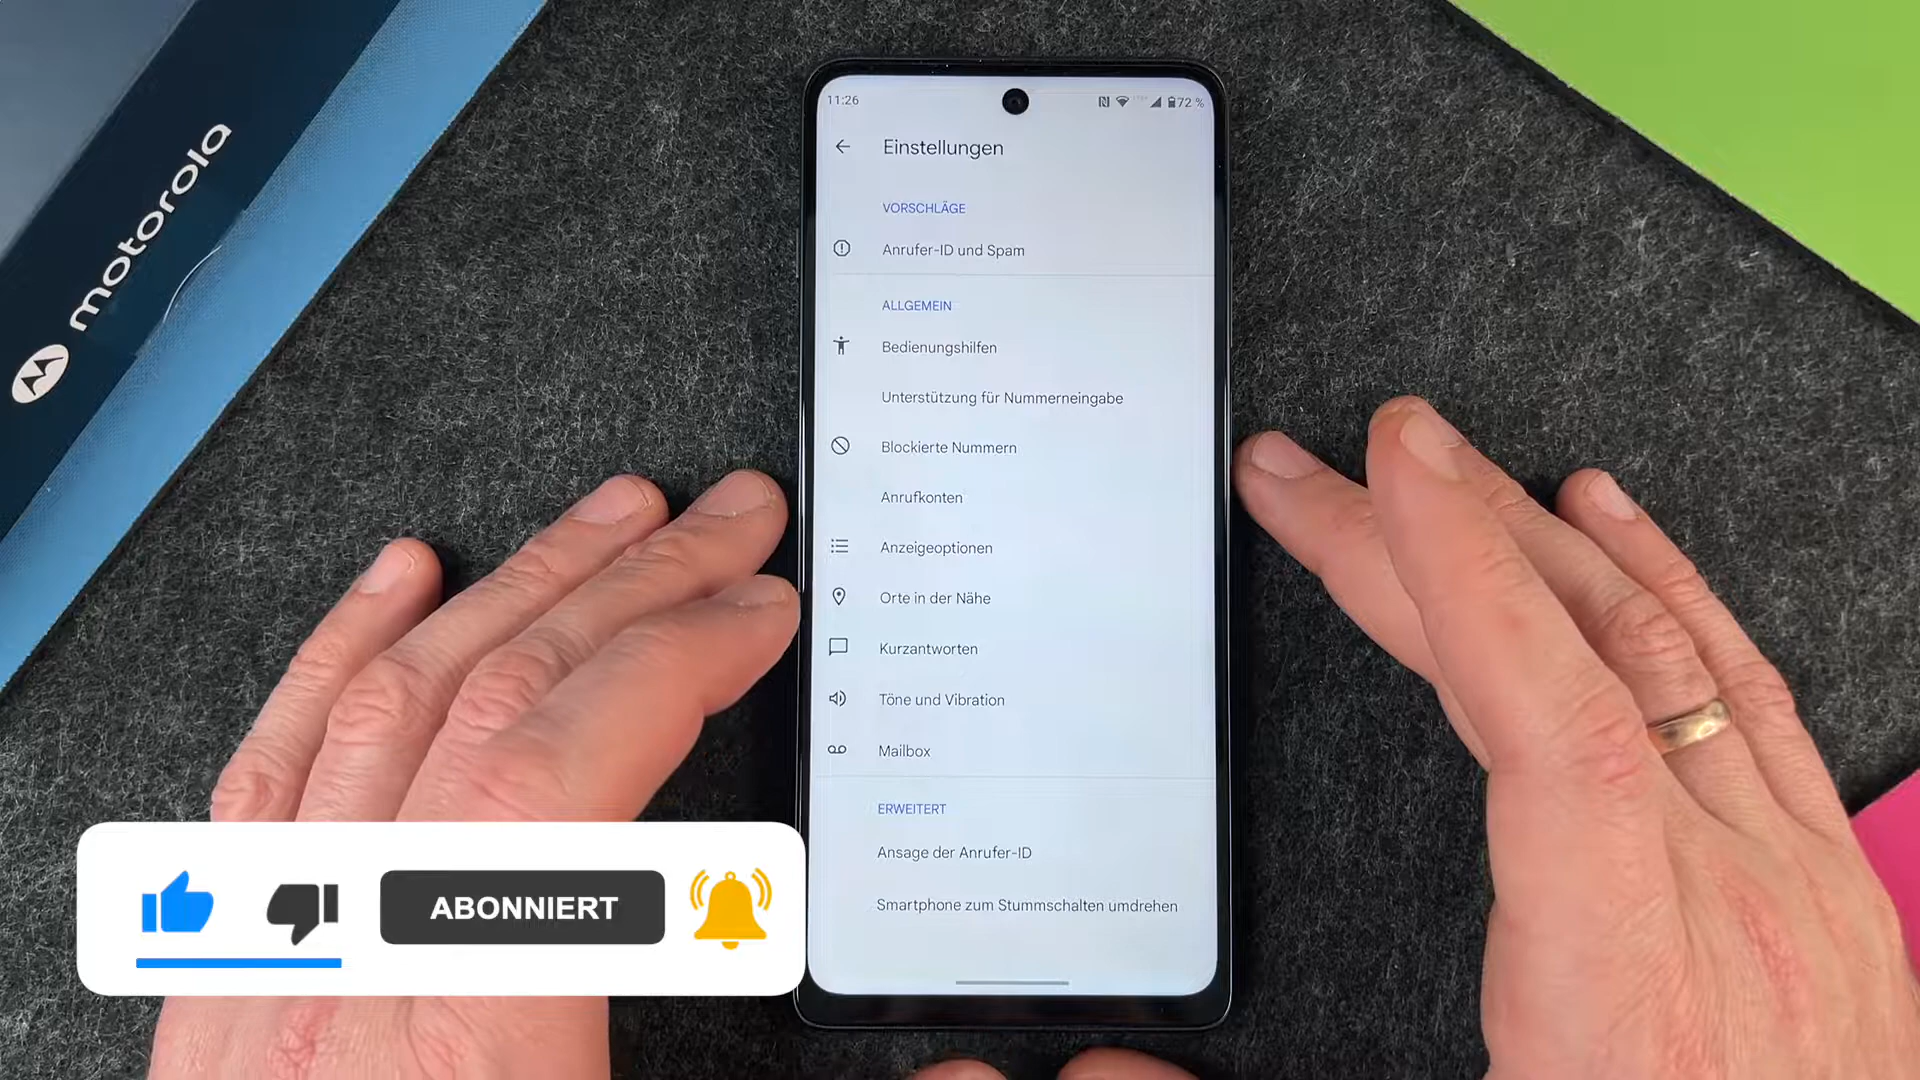 motorola
11:26
72 %
Einstellungen
VORSCHLÄGE
Anrufer-ID und Spam
ALLGEMEIN
Bedienungshilfen
Unterstützung für Nummerneingabe
Blockierte Nummern
Anrufkonten
Anzeigeoptionen
Orte in der Nähe
Kurzantworten
Töne und Vibration
Mailbox
ERWEITERT
Ansage der Anrufer-ID
Smartphone zum Stummschalten umdrehen
ABONNIERT